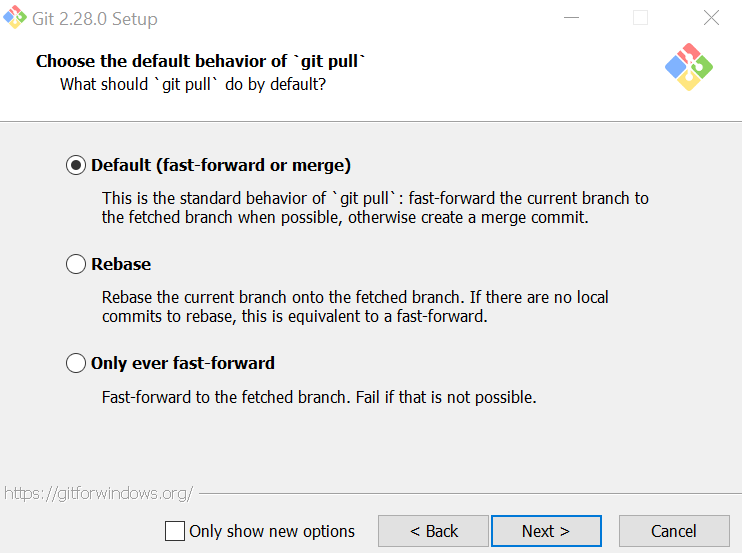 Git 2.28.0 Setup
Choose the default behavior of `git pull`
What should `git pull` do by default?
Default (fast-forward or merge)
This is the standard behavior of `git pull`: fast-forward the current branch to
the fetched branch when possible, otherwise create a merge commit.
Rebase
Rebase the current branch onto the fetched branch. If there are no local
commits to rebase, this is equivalent to a fast-forward.
Only ever fast-forward
Fast-forward to the fetched branch. Fail if that is not possible.
https://gitforwindows.org/
Only show new options
< Back
Next >
Cancel